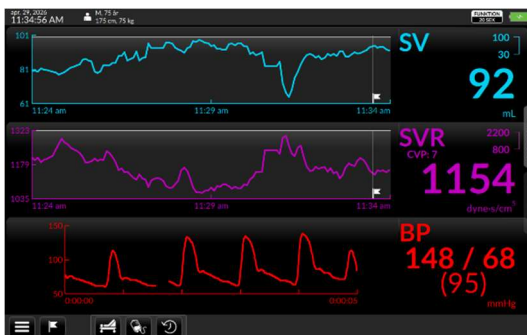 apr. 29, 2026
11:34:56 AM
M, 75 år
175 cm, 75 kg
FUNKTION
20 SEK
101
81
61
11:24 am
11:29 am
11:34 am
SV
100
30
92
mL
1323
1179
1035
11:24 am
11:29 am
11:34 am
SVR
CVP: 7
2200
800
1154
dyne-s/cm⁵
150
100
50
0:00:00
0:00:05
BP
148 / 68
(95)
mmHg